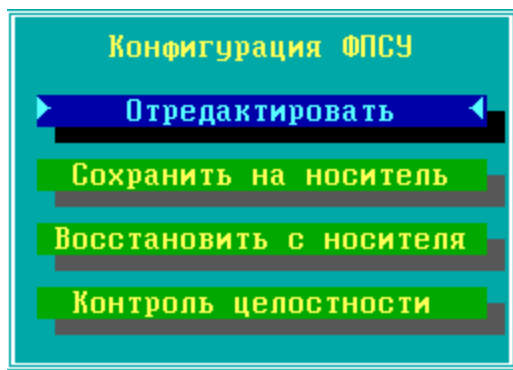 Конфигурация ФПСУ
Отредактировать
Сохранить на носитель
Восстановить с носителя
Контроль целостности